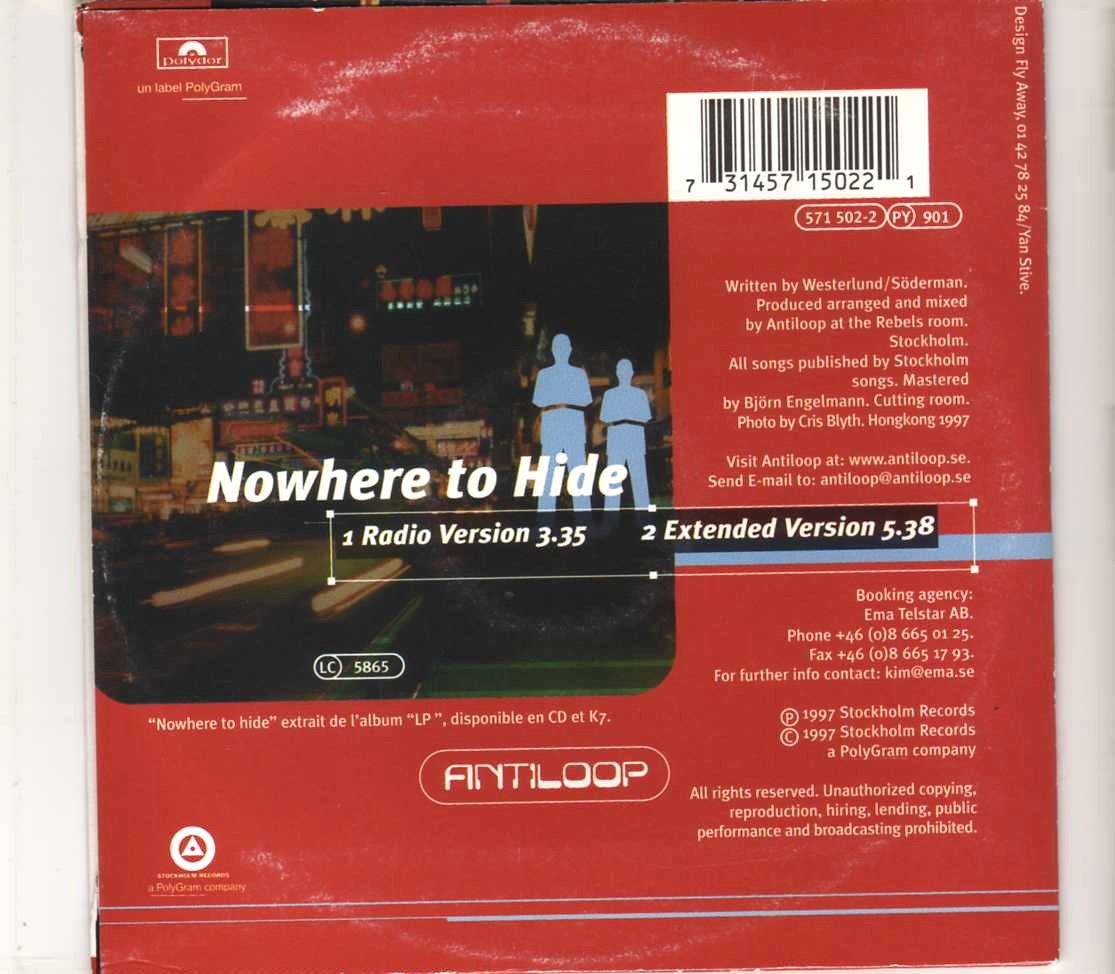 Polydor
un label PolyGram
7 31457 15022 1
571 502-2 PY 901
Design Fly Away, 01 42 78 25 84/Yan Stive.
Written by Westerlund/Söderman.
Produced arranged and mixed
by Antiloop at the Rebels room.
Stockholm.
All songs published by Stockholm
songs. Mastered
by Björn Engelmann. Cutting room.
Photo by Cris Blyth. Hongkong 1997
Visit Antiloop at: www.antiloop.se.
Send E-mail to: antiloop@antiloop.se
Nowhere to Hide
1 Radio Version 3.35 2 Extended Version 5.38
Booking agency:
Ema Telstar AB.
Phone +46 (0)8 665 01 25.
Fax +46 (0)8 665 17 93.
For further info contact: kim@ema.se
LC 5865
"Nowhere to hide" extrait de l'album "LP ", disponible en CD et K7.
Ⓟ 1997 Stockholm Records
© 1997 Stockholm Records
a PolyGram company
ANTILOOP
All rights reserved. Unauthorized copying,
reproduction, hiring, lending, public
performance and broadcasting prohibited.
STOCKHOLM RECORDS
a PolyGram company